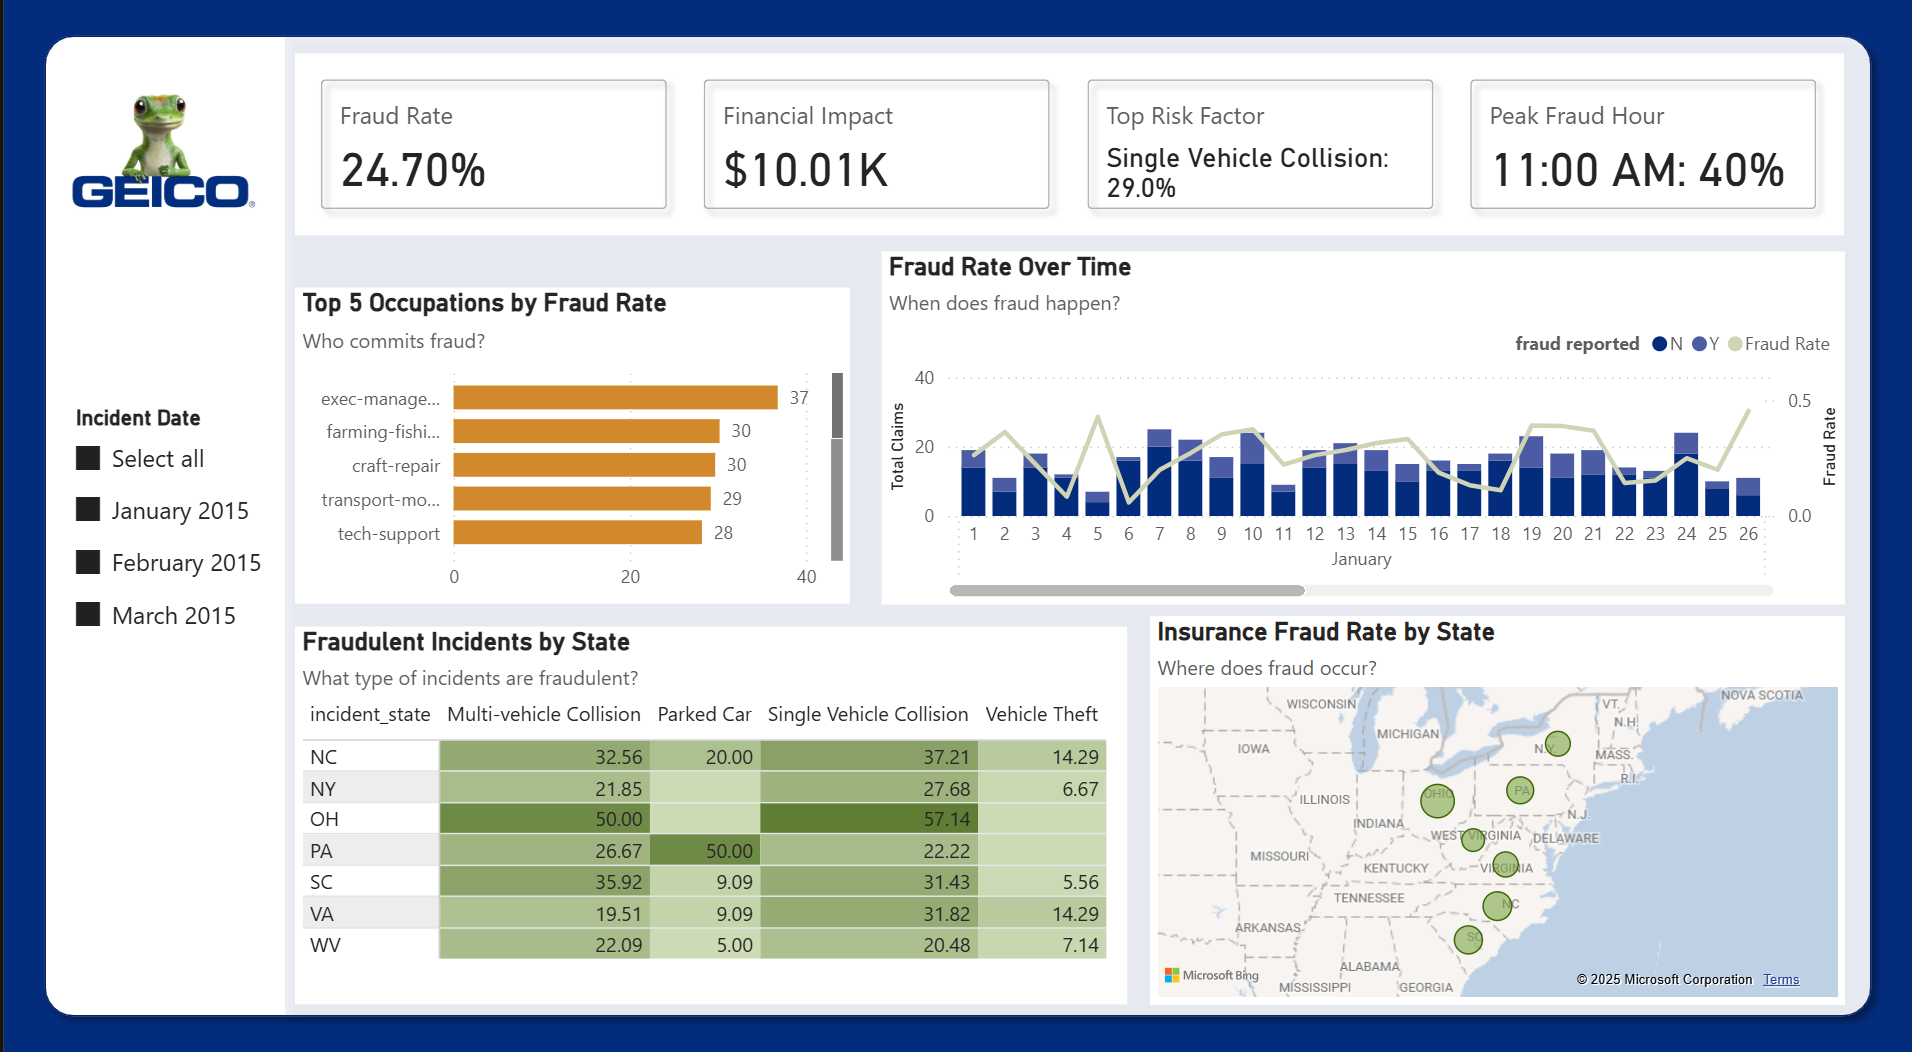 GEICO®
Incident Date
Select all
January 2015
February 2015
March 2015
Fraud Rate
24.70%
Financial Impact
$10.01K
Top Risk Factor
Single Vehicle Collision:
29.0%
Peak Fraud Hour
11:00 AM: 40%
Top 5 Occupations by Fraud Rate
Who commits fraud?
exec-manage... 37
farming-fishi... 30
craft-repair 30
transport-mo... 29
tech-support 28
0 20 40
Fraud Rate Over Time
When does fraud happen?
fraud reported N Y Fraud Rate
Total Claims
40
20
0
0.5
0.0
Fraud Rate
1 2 3 4 5 6 7 8 9 10 11 12 13 14 15 16 17 18 19 20 21 22 23 24 25 26
January
Fraudulent Incidents by State
What type of incidents are fraudulent?
incident_state Multi-vehicle Collision Parked Car Single Vehicle Collision Vehicle Theft
NC 32.56 20.00 37.21 14.29
NY 21.85 27.68 6.67
OH 50.00 57.14
PA 26.67 50.00 22.22
SC 35.92 9.09 31.43 5.56
VA 19.51 9.09 31.82 14.29
WV 22.09 5.00 20.48 7.14
Insurance Fraud Rate by State
Where does fraud occur?
NOVA SCOTIA
WISCONSIN
VT.
N.H.
MICHIGAN
IOWA
N.Y.
MASS.
R.I.
ILLINOIS
OHIO
PA
N.J.
INDIANA
WEST VIRGINIA
DELAWARE
MISSOURI
KENTUCKY
VIRGINIA
TENNESSEE
NC
ARKANSAS
SC
ALABAMA
MISSISSIPPI
GEORGIA
Microsoft Bing
© 2025 Microsoft Corporation Terms